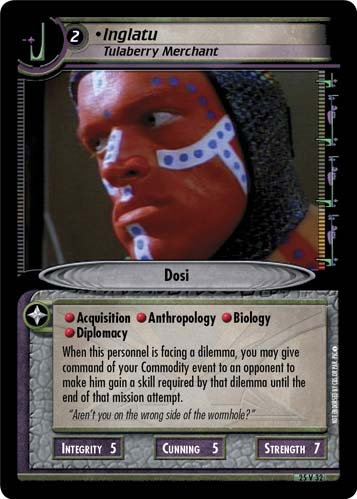 2
•Inglatu
Tulaberry Merchant
Dosi
Acquisition Anthropology Biology
Diplomacy
When this personnel is facing a dilemma, you may give
command of your Commodity event to an opponent to
make him gain a skill required by that dilemma until the
end of that mission attempt.
"Aren't you on the wrong side of the wormhole?"
INTEGRITY 5 CUNNING 5 STRENGTH 7
25 V 32